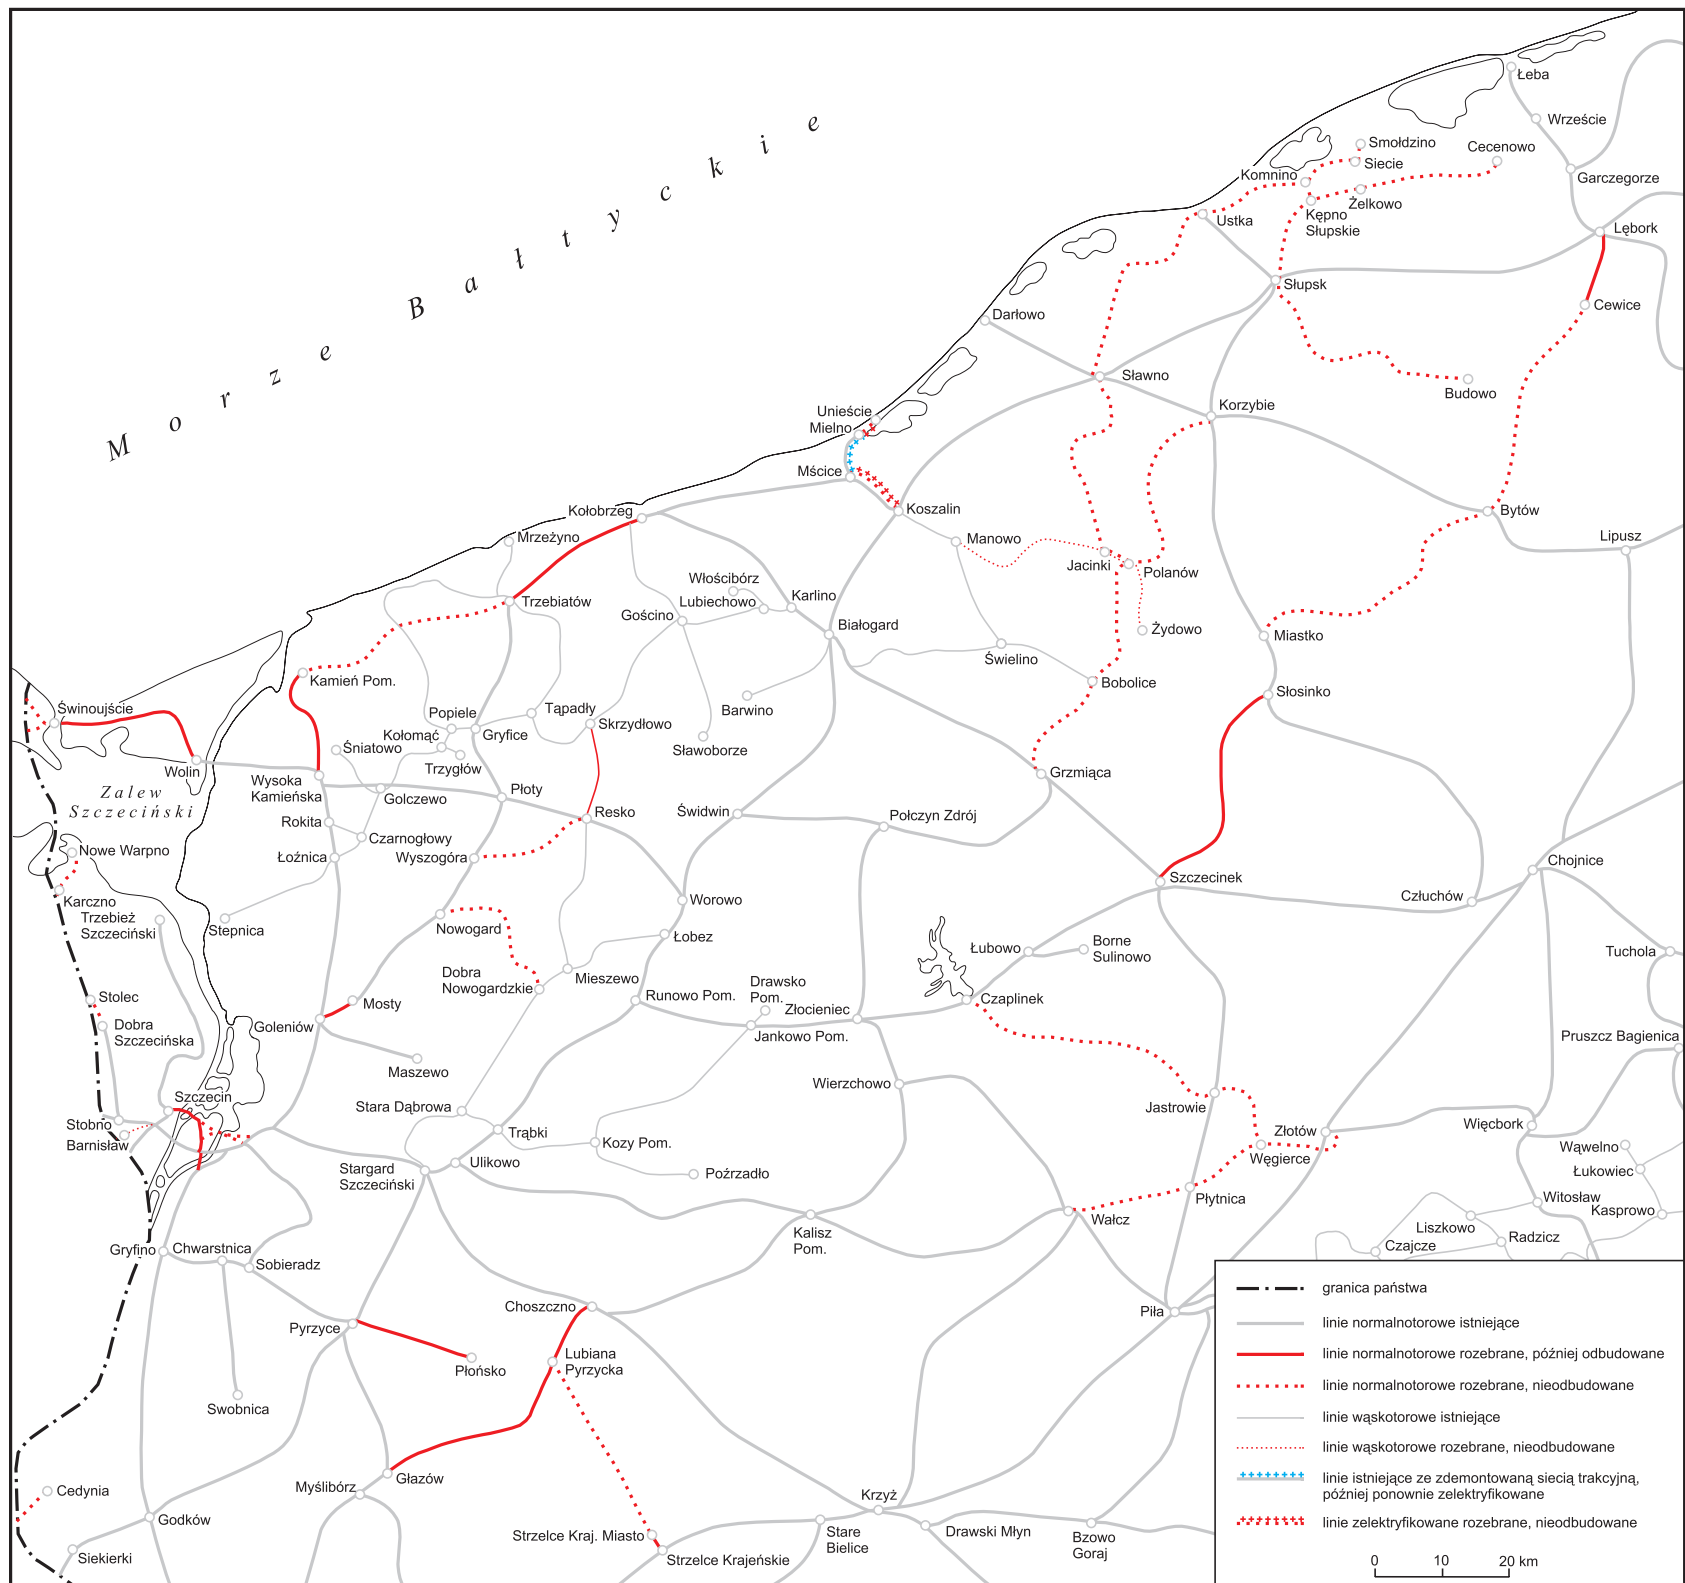 Morze Bałtyckie
Łeba
Wrzeście
Smołdzino
Cecenowo
Siecie
Komnino
Garczegorze
Żelkowo
Kępno
Słupskie
Ustka
Lębork
Słupsk
Cewice
Darłowo
Sławno
Budowo
Unieście
Korzybie
Mielno
Mścice
Koszalin
Kołobrzeg
Bytów
Mrzeżyno
Manowo
Lipusz
Jacinki
Polanów
Włościbórz
Trzebiatów
Lubiechowo
Karlino
Gościno
Białogard
Żydowo
Miastko
Świelino
Kamień Pom.
Bobolice
Słosinko
Świnoujście
Barwino
Popiele
Tąpadły
Skrzydłowo
Kołomąć
Gryfice
Śniatowo
Sławoborze
Trzygłów
Wolin
Wysoka
Kamieńska
Grzmiąca
Zalew
Szczeciński
Golczewo
Płoty
Resko
Świdwin
Połczyn Zdrój
Rokita
Czarnogłowy
Nowe Warpno
Łoźnica
Wyszogóra
Chojnice
Szczecinek
Karczno
Worowo
Człuchów
Trzebież
Szczeciński
Stepnica
Nowogard
Łobez
Łubowo
Borne
Sulinowo
Tuchola
Dobra
Nowogardzkie
Mieszewo
Drawsko
Pom.
Stolec
Mosty
Runowo Pom.
Złocieniec
Czaplinek
Dobra
Szczecińska
Goleniów
Jankowo Pom.
Pruszcz Bagienica
Maszewo
Wierzchowo
Szczecin
Stara Dąbrowa
Jastrowie
Stobno
Trąbki
Złotów
Więcbork
Barnisław
Kozy Pom.
Węgierce
Wąwelno
Stargard
Szczeciński
Ulikowo
Poźrzadło
Łukowiec
Płytnica
Witosław
Kasprowo
Wałcz
Liszkowo
Kalisz
Pom.
Radzicz
Gryfino
Chwarstnica
Czajcze
Sobieradz
Choszczno
Piła
Pyrzyce
Lubiana
Pyrzycka
Płońsko
Swobnica
Głazów
Myślibórz
Cedynia
Krzyż
Godków
Strzelce Kraj. Miasto
Stare
Bielice
Drawski Młyn
Bzowo
Goraj
Siekierki
Strzelce Krajeńskie
granica państwa
linie normalnotorowe istniejące
linie normalnotorowe rozebrane, później odbudowane
linie normalnotorowe rozebrane, nieodbudowane
linie wąskotorowe istniejące
linie wąskotorowe rozebrane, nieodbudowane
linie istniejące ze zdemontowaną siecią trakcyjną,
później ponownie zelektryfikowane
linie zelektryfikowane rozebrane, nieodbudowane
0 10 20 km